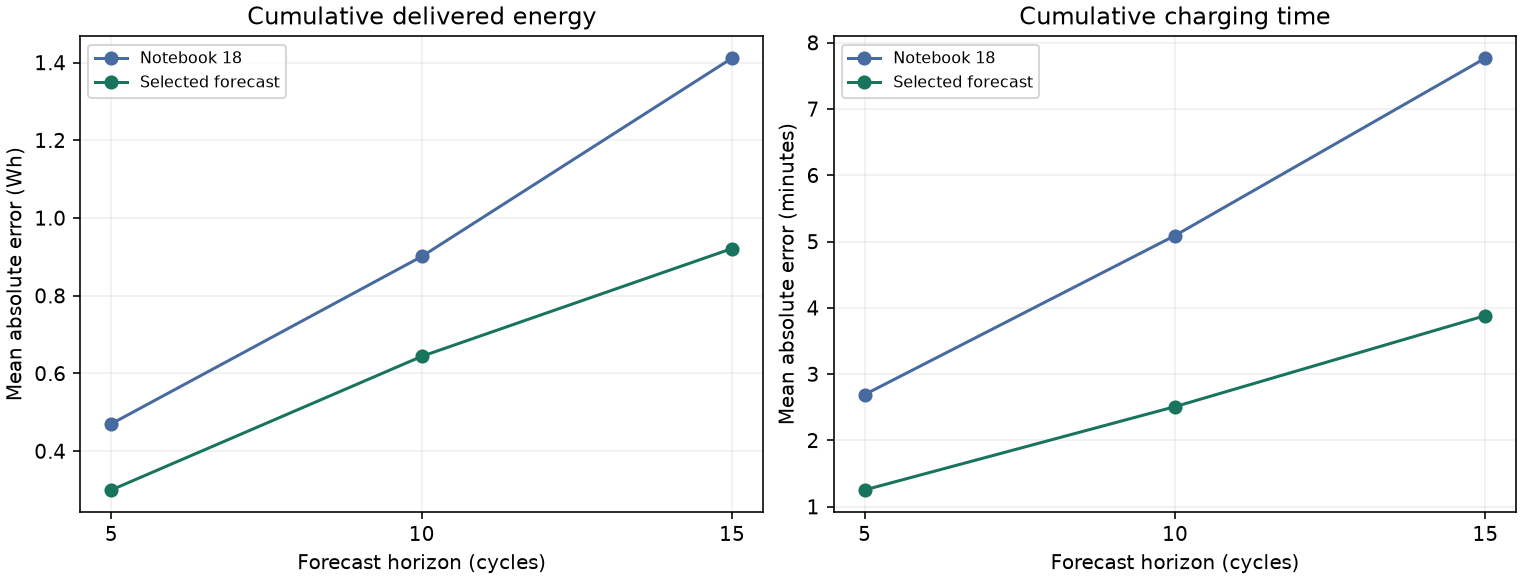 Cumulative delivered energy
Mean absolute error (Wh)
1.4
1.2
1.0
0.8
0.6
0.4
Notebook 18
Selected forecast
5
10
15
Forecast horizon (cycles)
Cumulative charging time
Mean absolute error (minutes)
8
7
6
5
4
3
2
1
Notebook 18
Selected forecast
5
10
15
Forecast horizon (cycles)